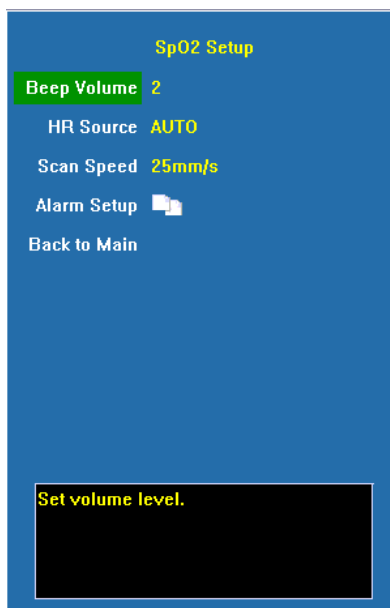 SpO2 Setup
Beep Volume 2
HR Source AUTO
Scan Speed 25mm/s
Alarm Setup
Back to Main
Set volume level.